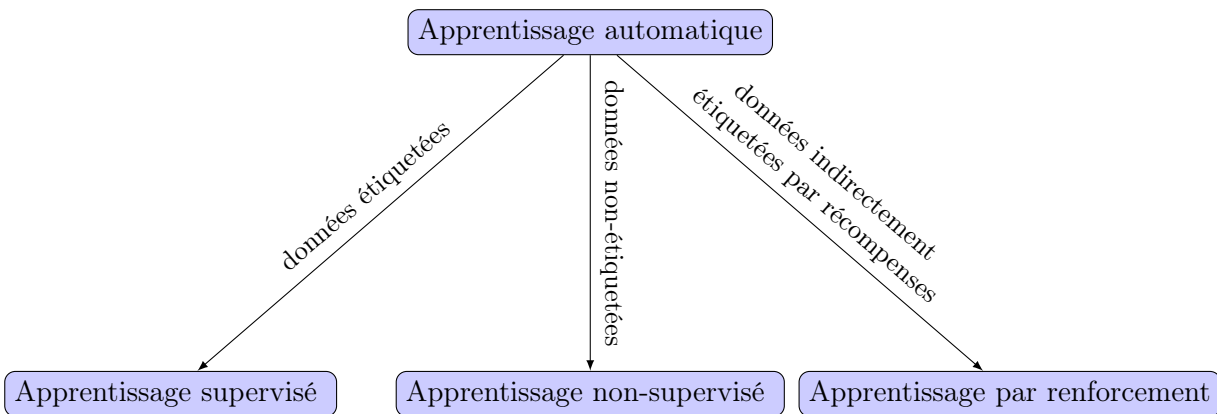 Apprentissage automatique
données étiquetées
données non-étiquetées
données indirectement
étiquetées par récompenses
Apprentissage supervisé
Apprentissage non-supervisé
Apprentissage par renforcement